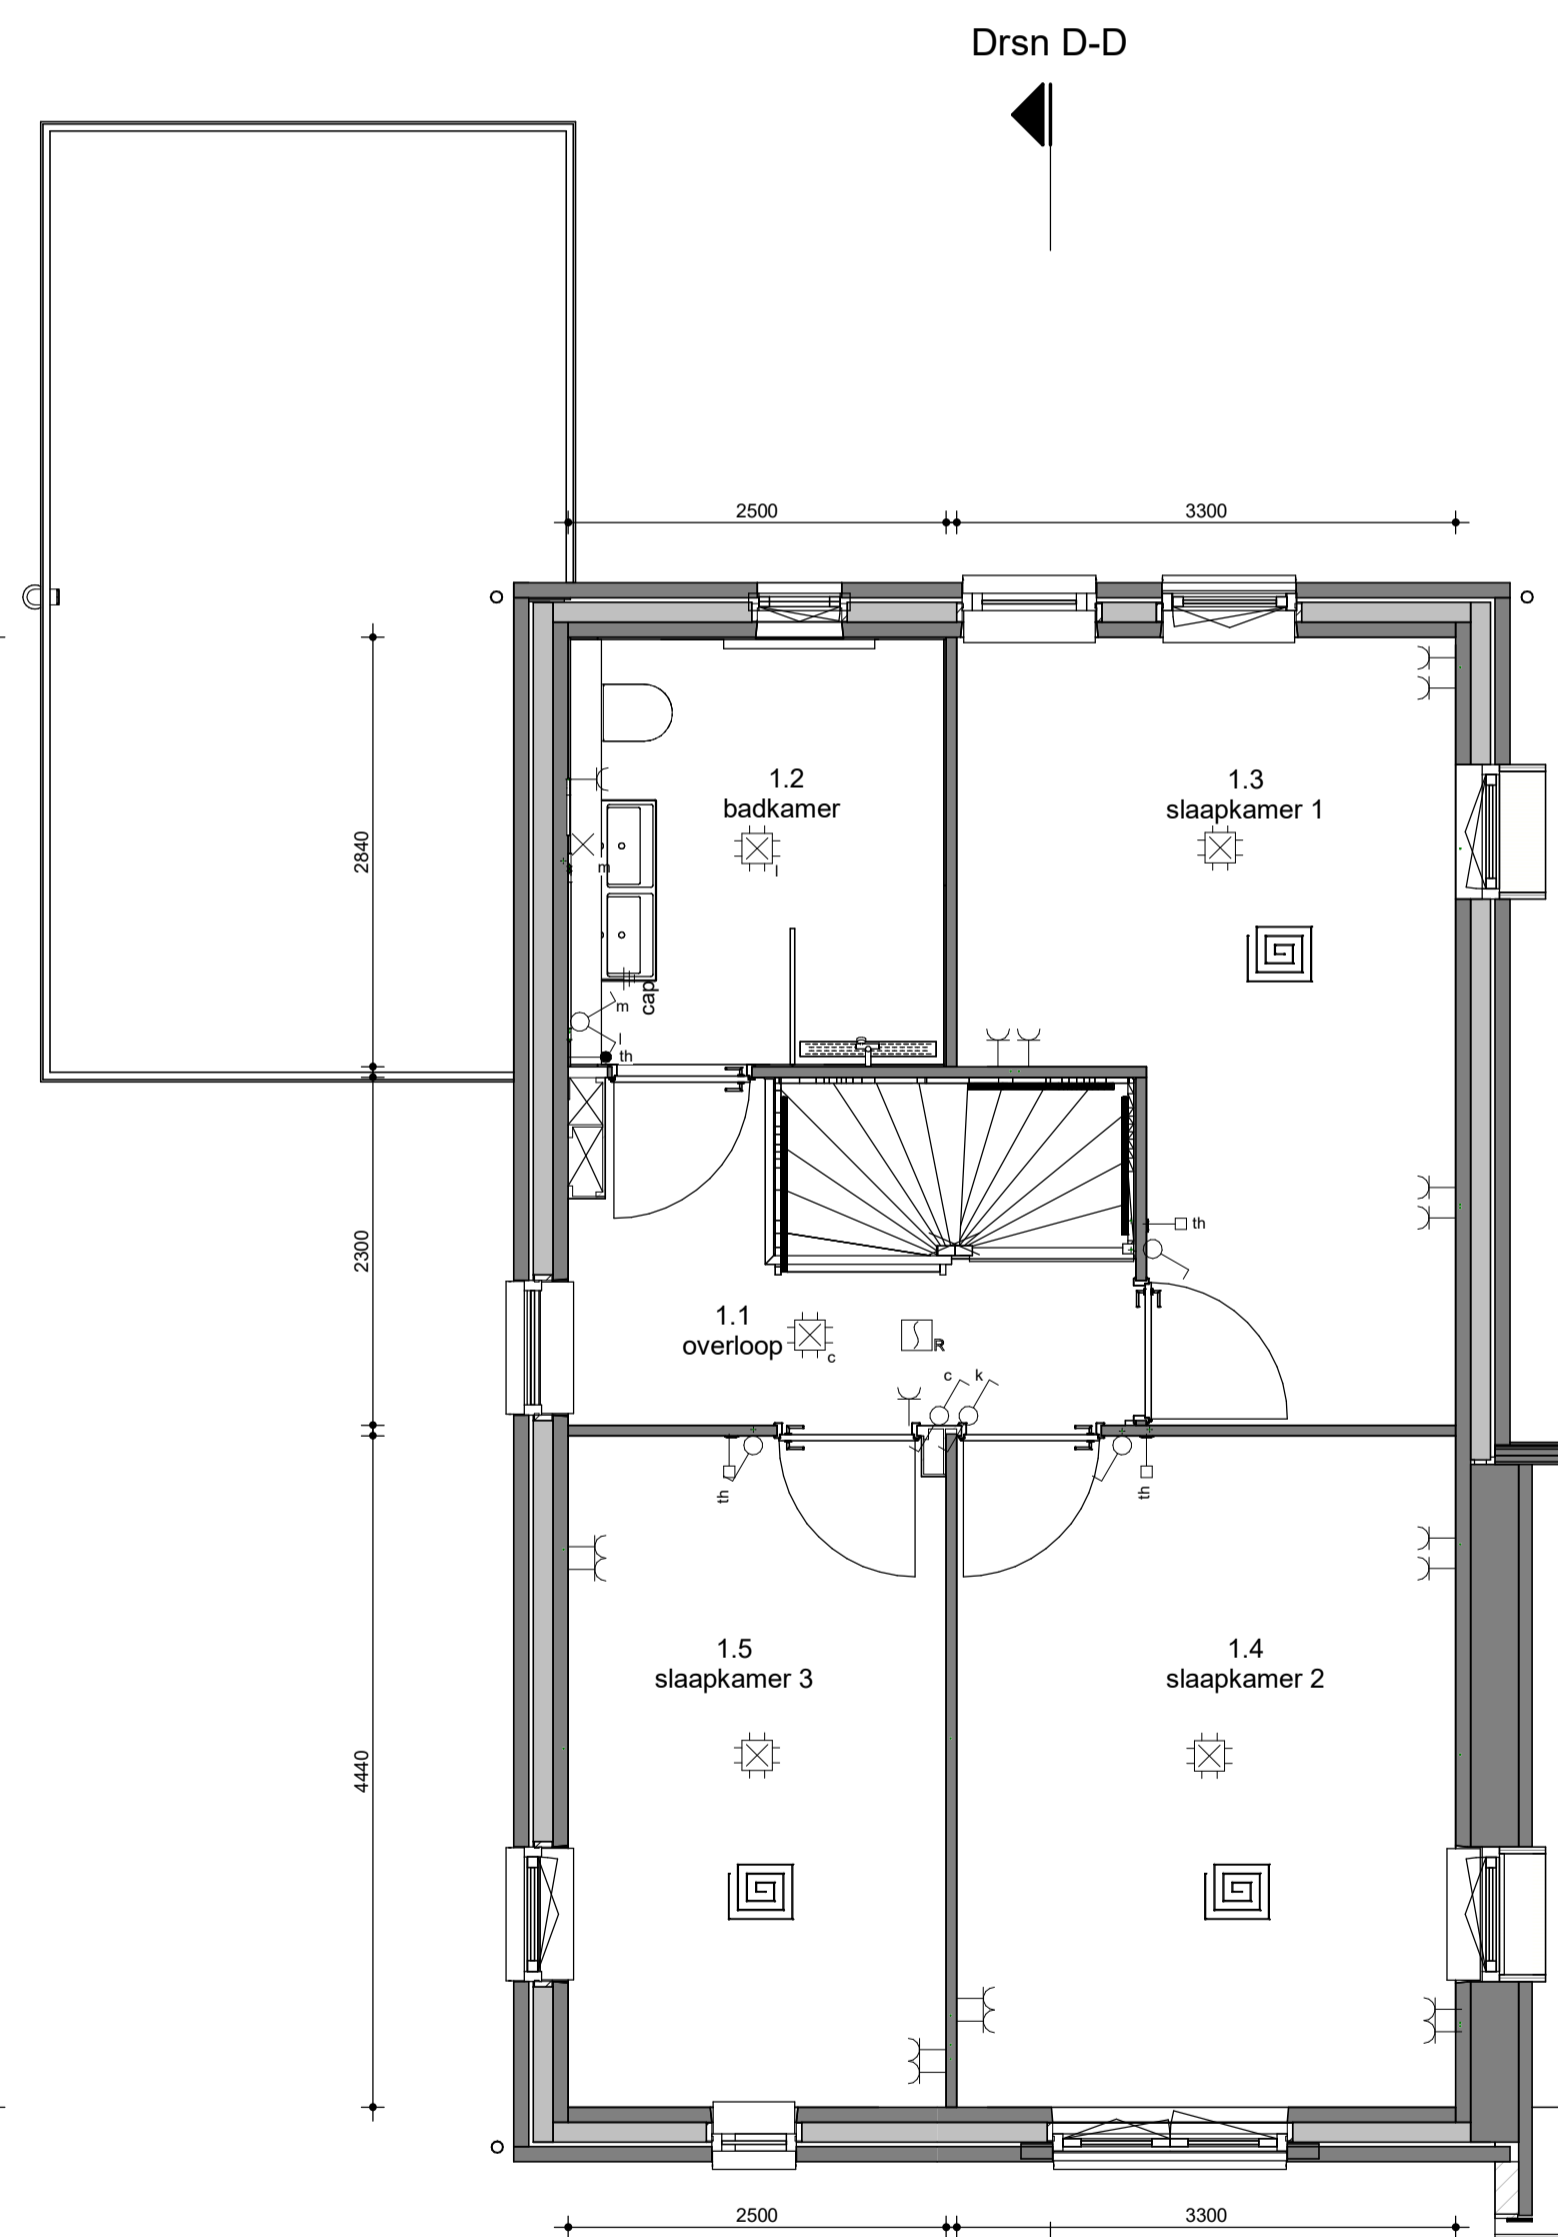 Drsn D-D
2500
3300
1.2
badkamer
1.3
slaapkamer 1
2840
m
l
cap
m
l
th
2300
th
1.1
overloop
c
R
c
k
th
th
1.5
slaapkamer 3
1.4
slaapkamer 2
4440
2500
3300